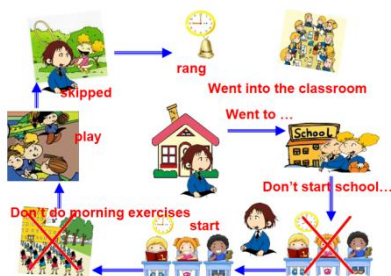 rang
skipped
Went into the classroom
Went to ...
play
School
Don't start school...
Don't do morning exercises
start